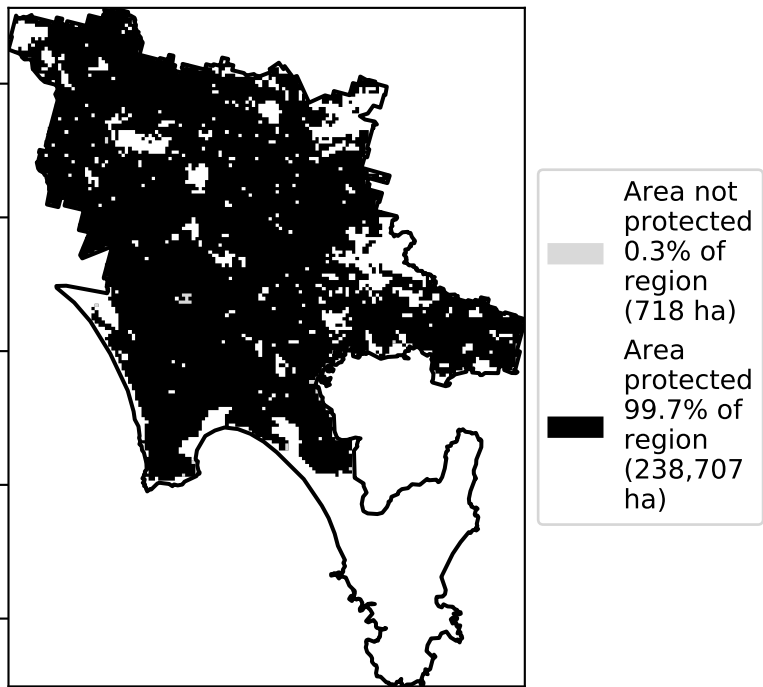 Area not
protected
0.3% of
region
(718 ha)
Area
protected
99.7% of
region
(238,707
ha)